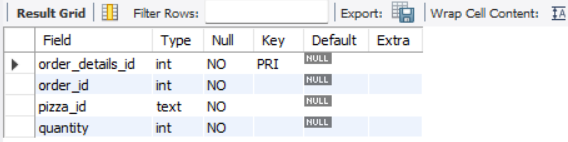 Result Grid Filter Rows: Export: Wrap Cell Content: IA
Field Type Null Key Default Extra
order_details_id int NO PRI NULL
order_id int NO NULL
pizza_id text NO NULL
quantity int NO NULL